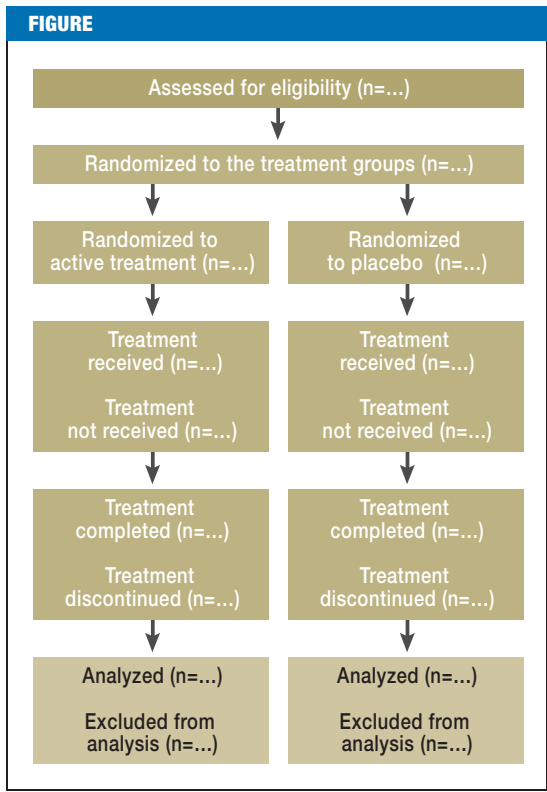 FIGURE
Assessed for eligibility (n=...)
Randomized to the treatment groups (n=...)
Randomized to
active treatment (n=...)
Randomized
to placebo (n=...)
Treatment
received (n=...)
Treatment
not received (n=...)
Treatment
received (n=...)
Treatment
not received (n=...)
Treatment
completed (n=...)
Treatment
discontinued (n=...)
Treatment
completed (n=...)
Treatment
discontinued (n=...)
Analyzed (n=...)
Excluded from
analysis (n=...)
Analyzed (n=...)
Excluded from
analysis (n=...)